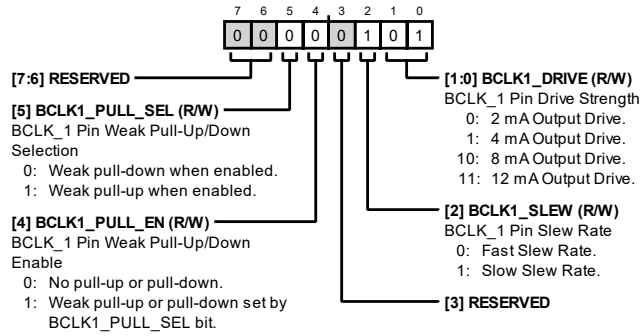 7 6 5 4 3 2 1 0
0 0 0 0 0 1 0 1
[7:6] RESERVED
[5] BCLK1_PULL_SEL (R/W)
BCLK_1 Pin Weak Pull-Up/Down
Selection
0: Weak pull-down when enabled.
1: Weak pull-up when enabled.
[4] BCLK1_PULL_EN (R/W)
BCLK_1 Pin Weak Pull-Up/Down
Enable
0: No pull-up or pull-down.
1: Weak pull-up or pull-down set by
BCLK1_PULL_SEL bit.
[1:0] BCLK1_DRIVE (R/W)
BCLK_1 Pin Drive Strength
0: 2 mA Output Drive.
1: 4 mA Output Drive.
10: 8 mA Output Drive.
11: 12 mA Output Drive.
[2] BCLK1_SLEW (R/W)
BCLK_1 Pin Slew Rate
0: Fast Slew Rate.
1: Slow Slew Rate.
[3] RESERVED